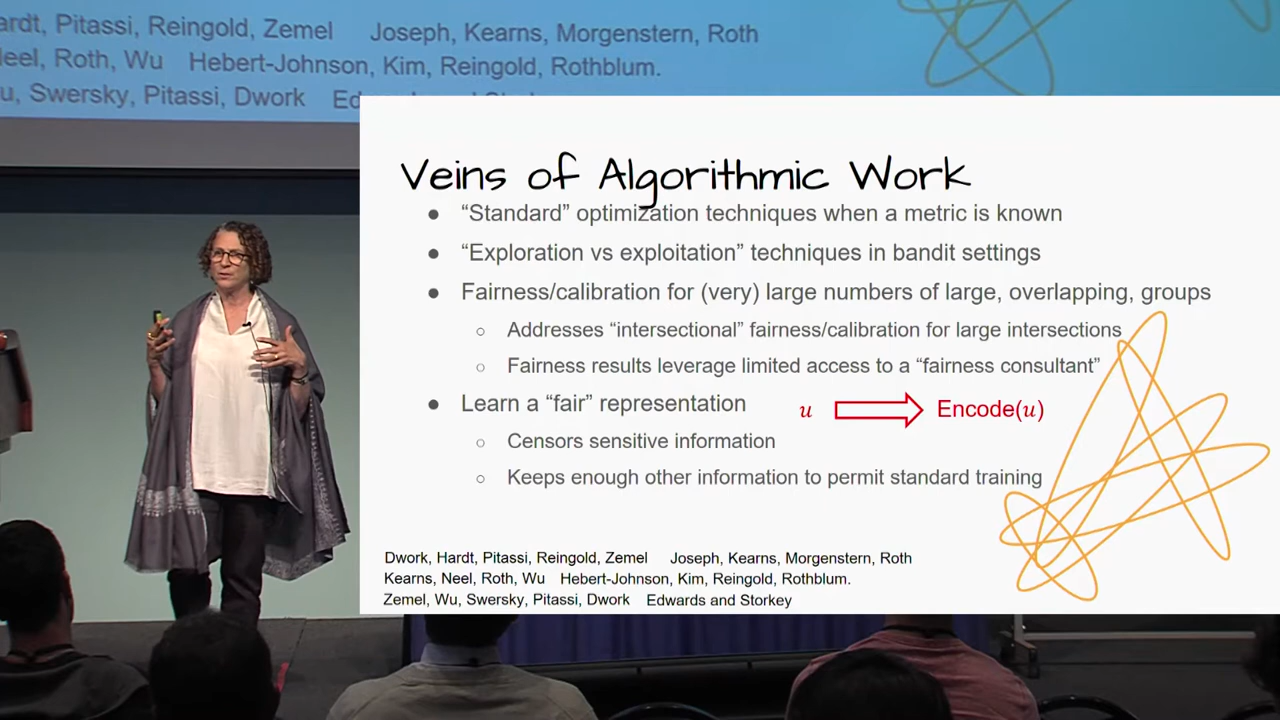 Pitassi, Reingold, Zemel Joseph, Kearns, Morgenstern, Roth
Roth, Wu Hebert-Johnson, Kim, Reingold, Rothblum.
Swersky, Pitassi, Dwork
Veins of Algorithmic Work
● “Standard” optimization techniques when a metric is known
● “Exploration vs exploitation” techniques in bandit settings
● Fairness/calibration for (very) large numbers of large, overlapping, groups
○ Addresses “intersectional” fairness/calibration for large intersections
○ Fairness results leverage limited access to a “fairness consultant”
● Learn a “fair” representation u Encode(u)
○ Censors sensitive information
○ Keeps enough other information to permit standard training
Dwork, Hardt, Pitassi, Reingold, Zemel Joseph, Kearns, Morgenstern, Roth
Kearns, Neel, Roth, Wu Hebert-Johnson, Kim, Reingold, Rothblum.
Zemel, Wu, Swersky, Pitassi, Dwork Edwards and Storkey